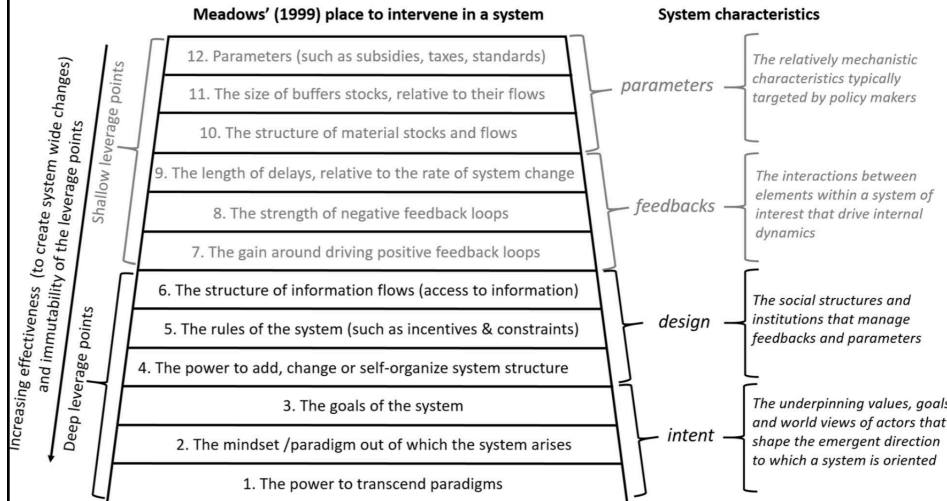 Meadows' (1999) place to intervene in a system
System characteristics
Increasing effectiveness (to create system wide changes)
and immutability of the leverage points
Shallow leverage points
Deep leverage points
12. Parameters (such as subsidies, taxes, standards)
11. The size of buffers stocks, relative to their flows
10. The structure of material stocks and flows
9. The length of delays, relative to the rate of system change
8. The strength of negative feedback loops
7. The gain around driving positive feedback loops
6. The structure of information flows (access to information)
5. The rules of the system (such as incentives & constraints)
4. The power to add, change or self-organize system structure
3. The goals of the system
2. The mindset /paradigm out of which the system arises
1. The power to transcend paradigms
parameters
The relatively mechanistic
characteristics typically
targeted by policy makers
feedbacks
The interactions between
elements within a system of
interest that drive internal
dynamics
design
The social structures and
institutions that manage
feedbacks and parameters
intent
The underpinning values, goals
and world views of actors that
shape the emergent direction
to which a system is oriented